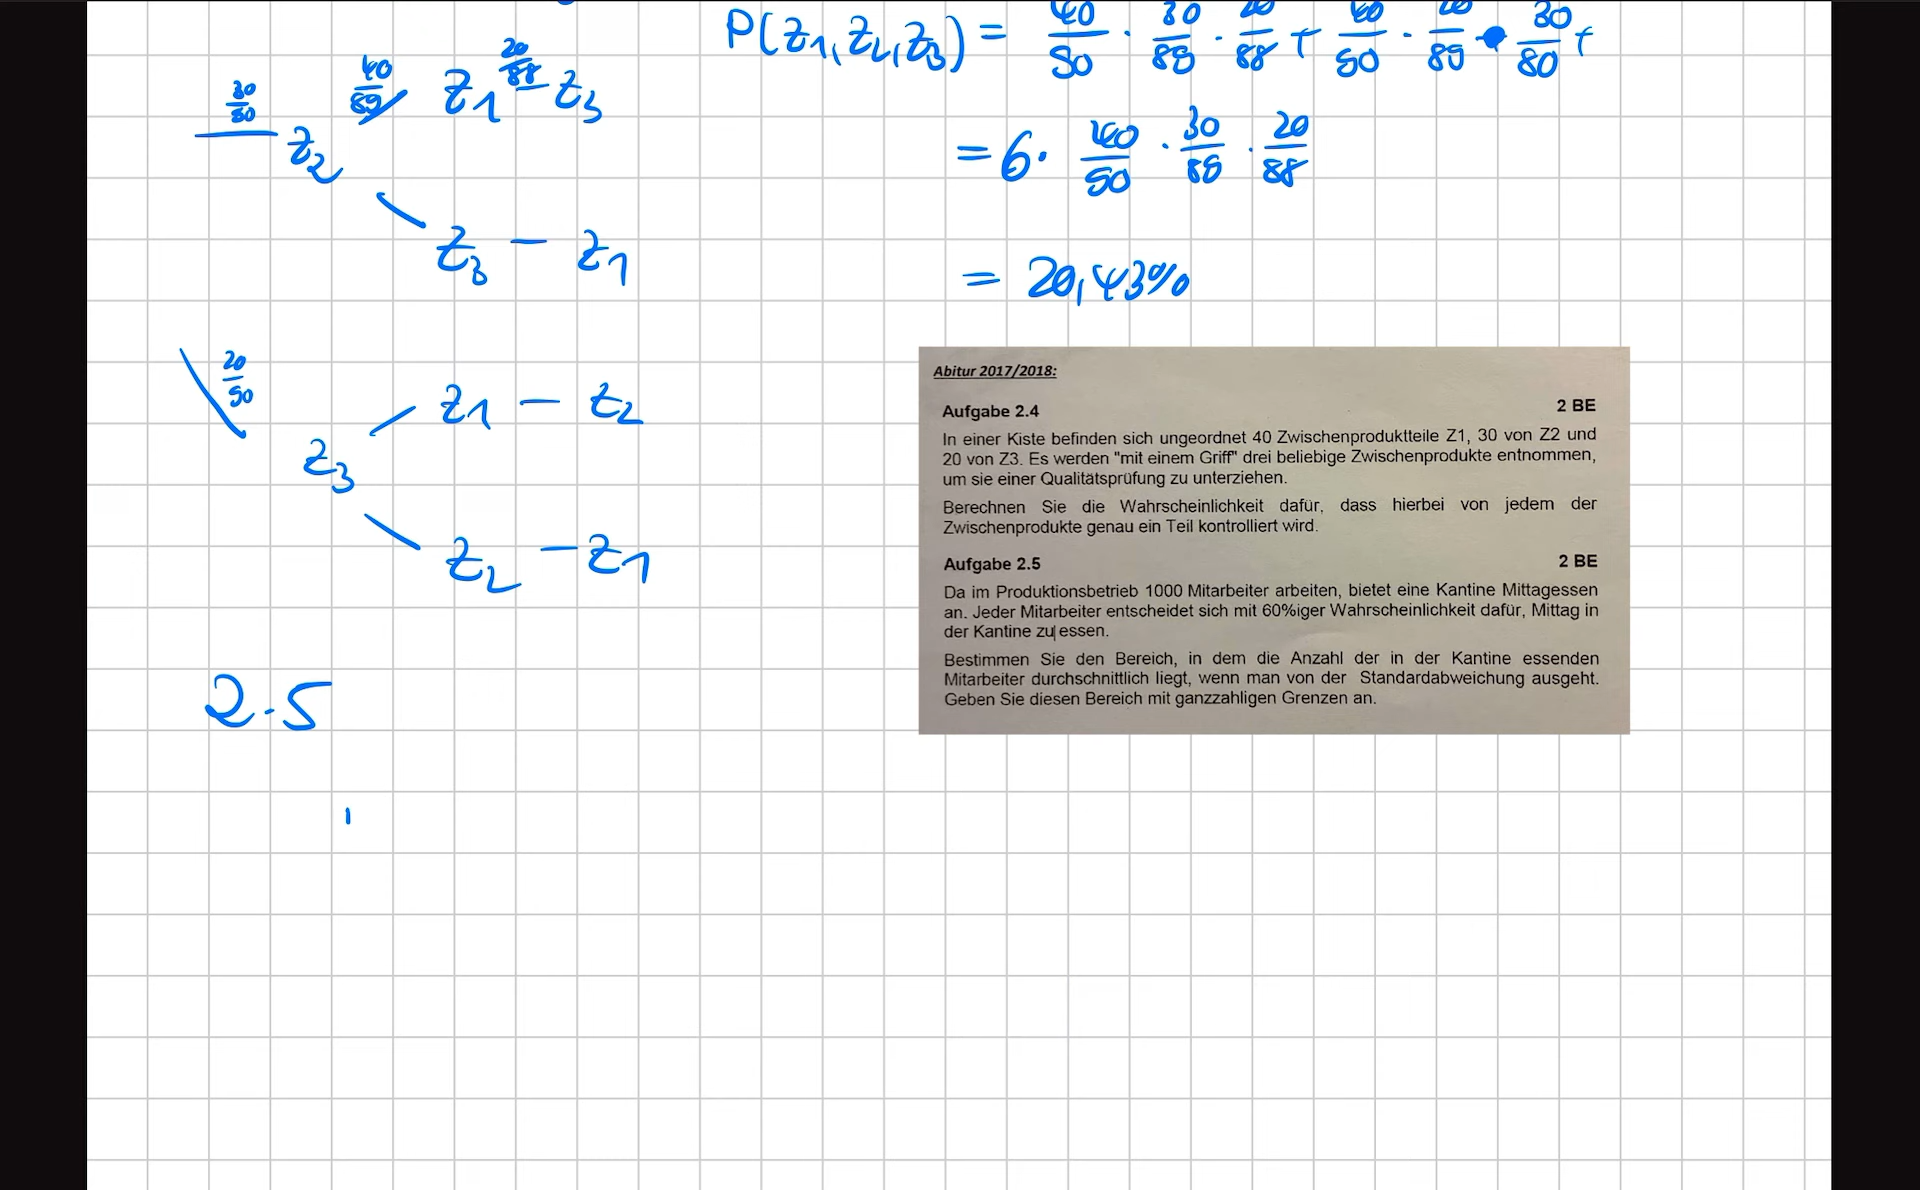 P(Z1,Z2,Z3) = 40/90 · 30/89 · 20/88 + 40/90 · 20/89 · 30/80 +
= 6 · 40/90 · 30/89 · 20/88
= 20,43%
30/90 Z2 40/89 Z1 20/88 Z3
Z3 – Z1
20/90 Z3
Z1 – Z2
Z2 – Z1
2.5
Abitur 2017/2018:
Aufgabe 2.4 2 BE
In einer Kiste befinden sich ungeordnet 40 Zwischenproduktteile Z1, 30 von Z2 und
20 von Z3. Es werden "mit einem Griff" drei beliebige Zwischenprodukte entnommen,
um sie einer Qualitätsprüfung zu unterziehen.
Berechnen Sie die Wahrscheinlichkeit dafür, dass hierbei von jedem der
Zwischenprodukte genau ein Teil kontrolliert wird.
Aufgabe 2.5 2 BE
Da im Produktionsbetrieb 1000 Mitarbeiter arbeiten, bietet eine Kantine Mittagessen
an. Jeder Mitarbeiter entscheidet sich mit 60%iger Wahrscheinlichkeit dafür, Mittag in
der Kantine zu essen.
Bestimmen Sie den Bereich, in dem die Anzahl der in der Kantine essenden
Mitarbeiter durchschnittlich liegt, wenn man von der Standardabweichung ausgeht.
Geben Sie diesen Bereich mit ganzzahligen Grenzen an.